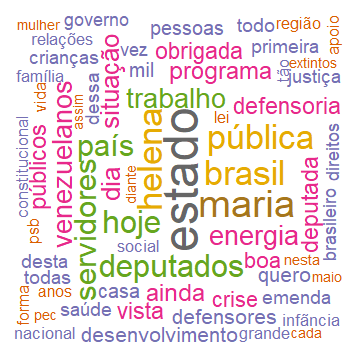 mulher governo pessoas todo região apoio
relações vez obrigada primeira extintos
crianças mil programa tão justiça
família dessa situação
vida assim trabalho defensoria
constitucional públicos venezuelanos lei
país dia diante helena estado pública
brasil direitos
psb servidores hoje maria deputada brasileiro
social energia nesta
desta deputados boa maio
todas casa ainda quero emenda
forma anos crise
pec saúde vista defensores infância
nacional desenvolvimento grande cada